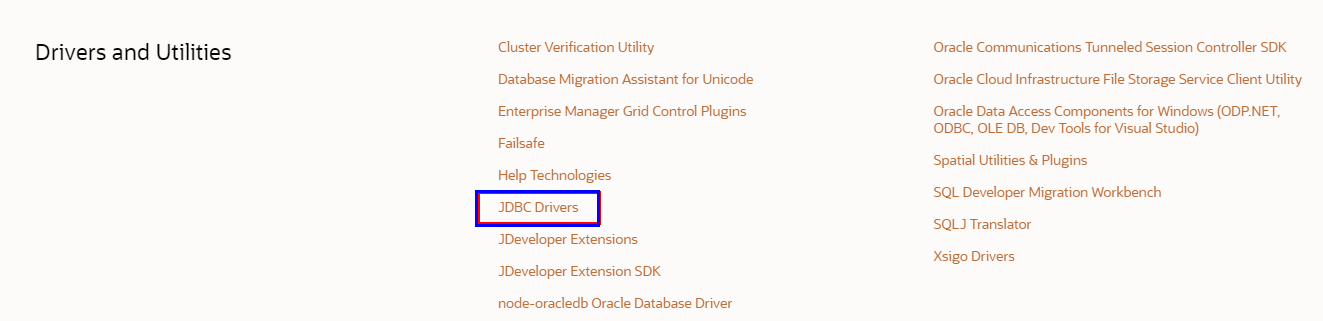 Drivers and Utilities
Cluster Verification Utility
Database Migration Assistant for Unicode
Enterprise Manager Grid Control Plugins
Failsafe
Help Technologies
JDBC Drivers
JDeveloper Extensions
JDeveloper Extension SDK
node-oracledb Oracle Database Driver
Oracle Communications Tunneled Session Controller SDK
Oracle Cloud Infrastructure File Storage Service Client Utility
Oracle Data Access Components for Windows (ODP.NET,
ODBC, OLE DB, Dev Tools for Visual Studio)
Spatial Utilities & Plugins
SQL Developer Migration Workbench
SQLJ Translator
Xsigo Drivers